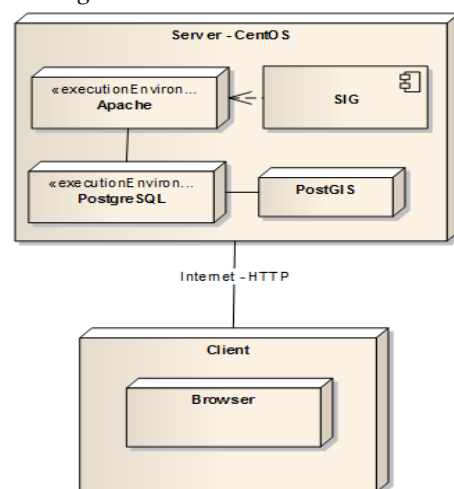 Server - CentOS
«executionEnviron...
Apache
SIG
«executionEnviron...
PostgreSQL
PostGIS
Internet - HTTP
Client
Browser